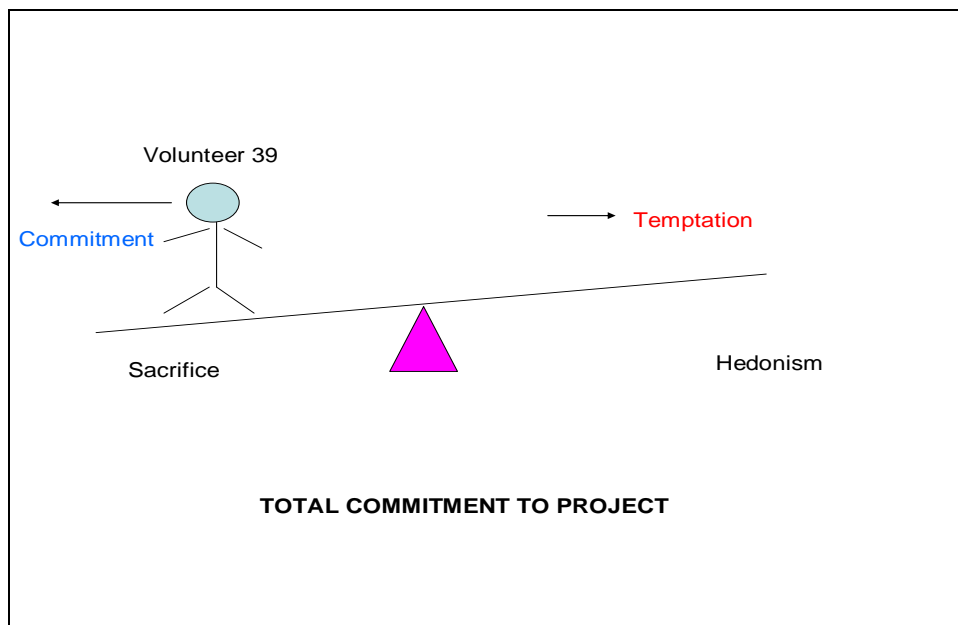 Volunteer 39
Commitment
Temptation
Sacrifice
Hedonism
TOTAL COMMITMENT TO PROJECT